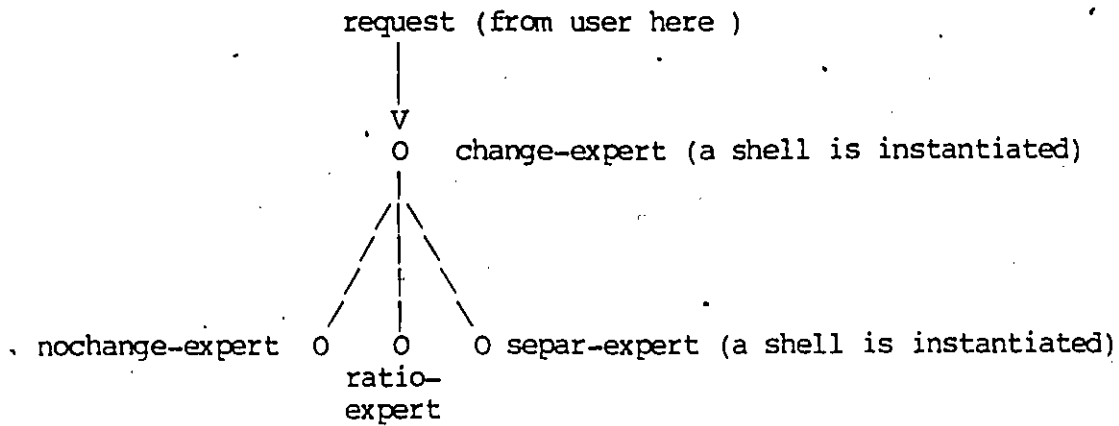 request (from user here )
V
O change-expert (a shell is instantiated)
nochange-expert O O O separ-expert (a shell is instantiated)
ratio-
expert